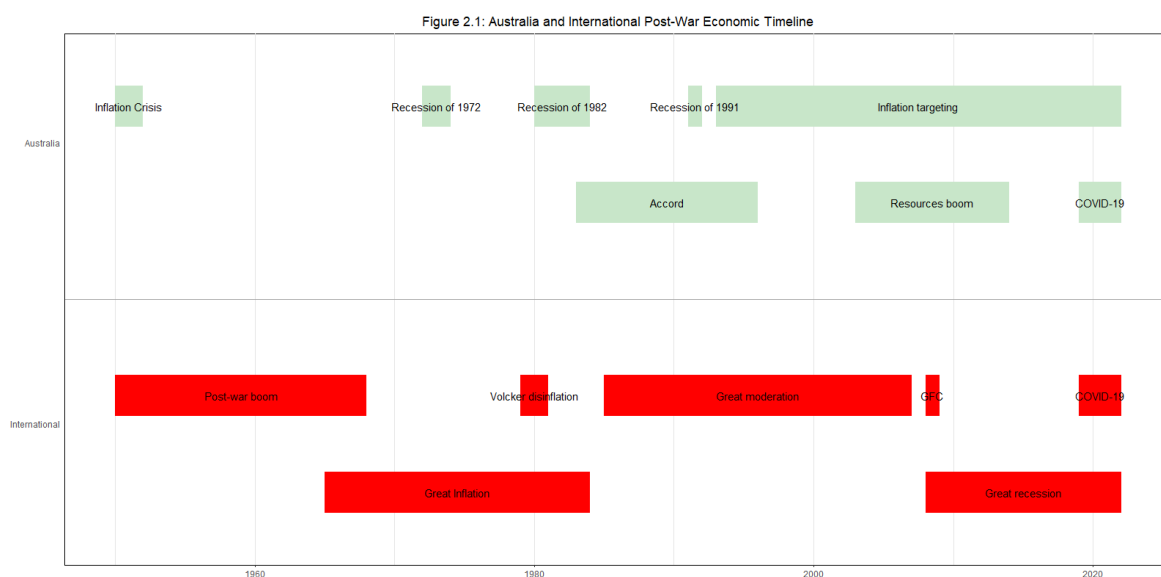 Figure 2.1: Australia and International Post-War Economic Timeline
Inflation Crisis
Recession of 1972
Recession of 1982
Recession of 1991
Inflation targeting
Australia
Accord
Resources boom
COVID-19
Post-war boom
Volcker disinflation
Great moderation
GFC
COVID-19
International
Great Inflation
Great recession
1960
1980
2000
2020